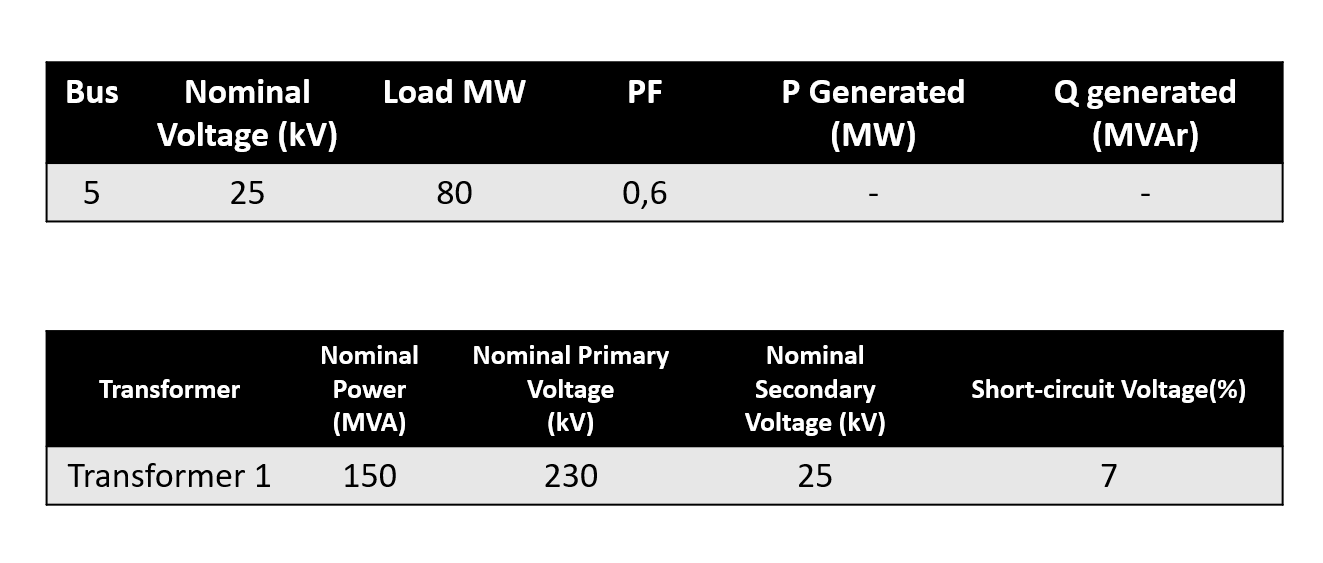 Bus Nominal Voltage (kV) Load MW PF P Generated (MW) Q generated (MVAr)
5 25 80 0,6 - -
Transformer Nominal Power (MVA) Nominal Primary Voltage (kV) Nominal Secondary Voltage (kV) Short-circuit Voltage(%)
Transformer 1 150 230 25 7